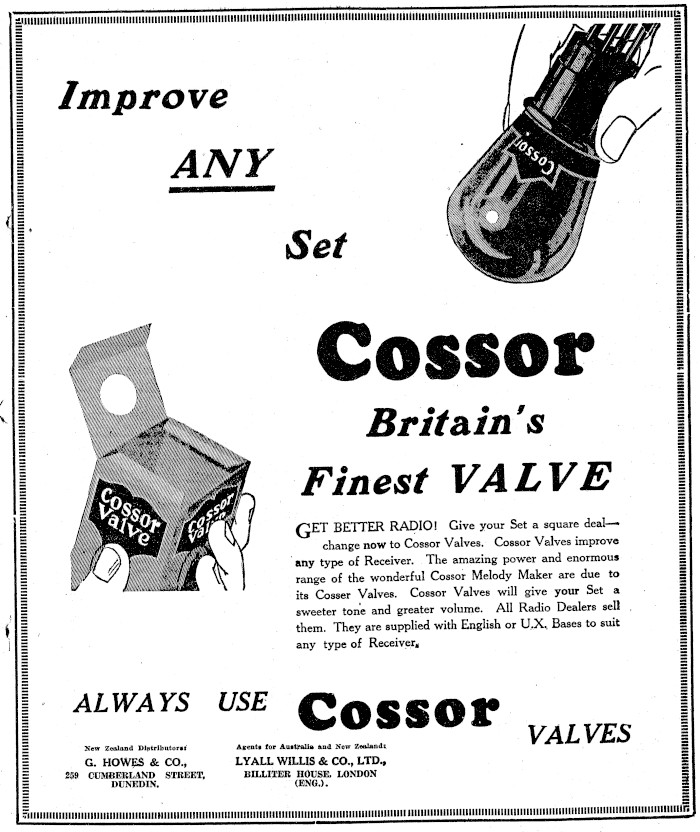 Improve
ANY
Set
Cossor
Cossor
Britain's
Finest VALVE
Cossor
Valve
Cossor
Valve
GET BETTER RADIO! Give your Set a square deal—
change now to Cossor Valves. Cossor Valves improve
any type of Receiver. The amazing power and enormous
range of the wonderful Cossor Melody Maker are due to
its Cosser Valves. Cossor Valves will give your Set a
sweeter tone and greater volume. All Radio Dealers sell
them. They are supplied with English or U.X. Bases to suit
any type of Receiver.
ALWAYS USE Cossor VALVES
New Zealand Distributors:
G. HOWES & CO.,
259 CUMBERLAND STREET,
DUNEDIN.
Agents for Australia and New Zealand:
LYALL WILLIS & CO., LTD.,
BILLITER HOUSE, LONDON
(ENG.).